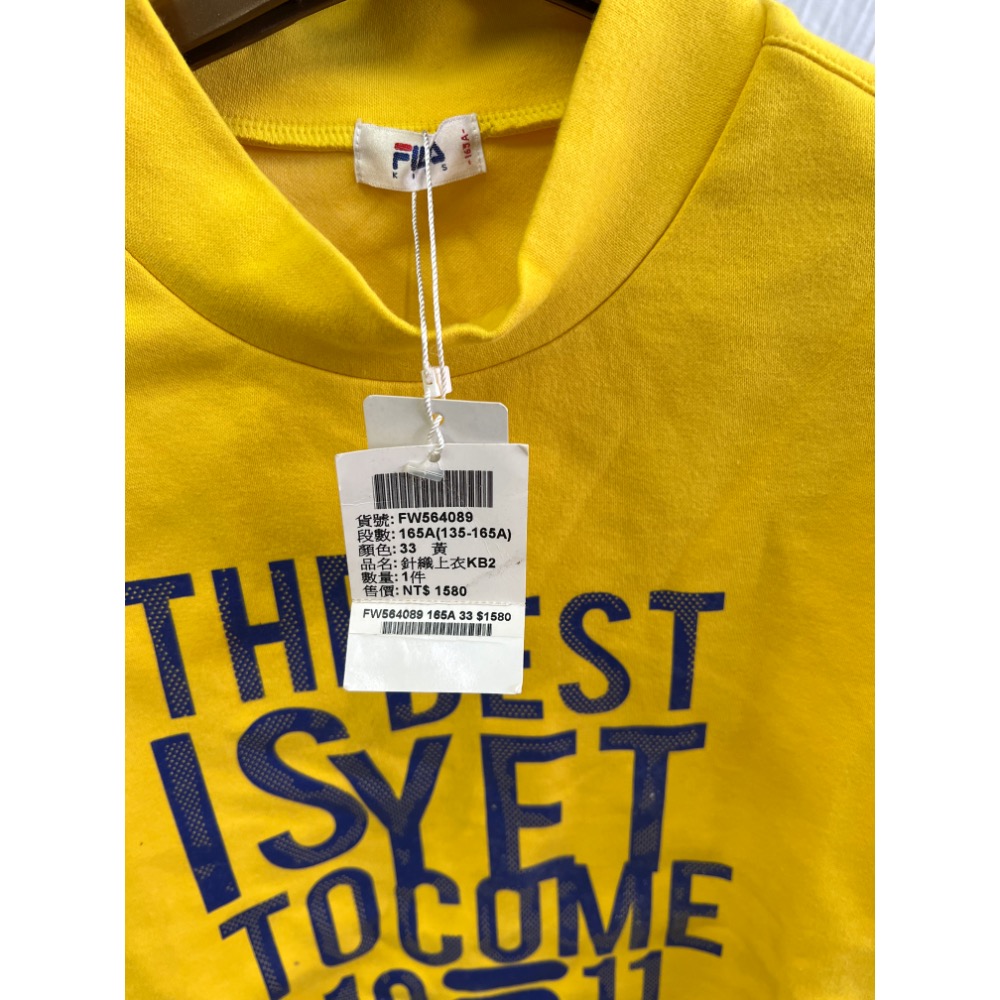 FILA
KIDS
-165A-
貨號: FW564089
段數: 165A(135-165A)
顏色: 33 黃
品名: 針織上衣KB2
數量: 1件
售價: NT$ 1580
FW564089 165A 33 $1580
THE BEST
IS YET
TO COME
19 11